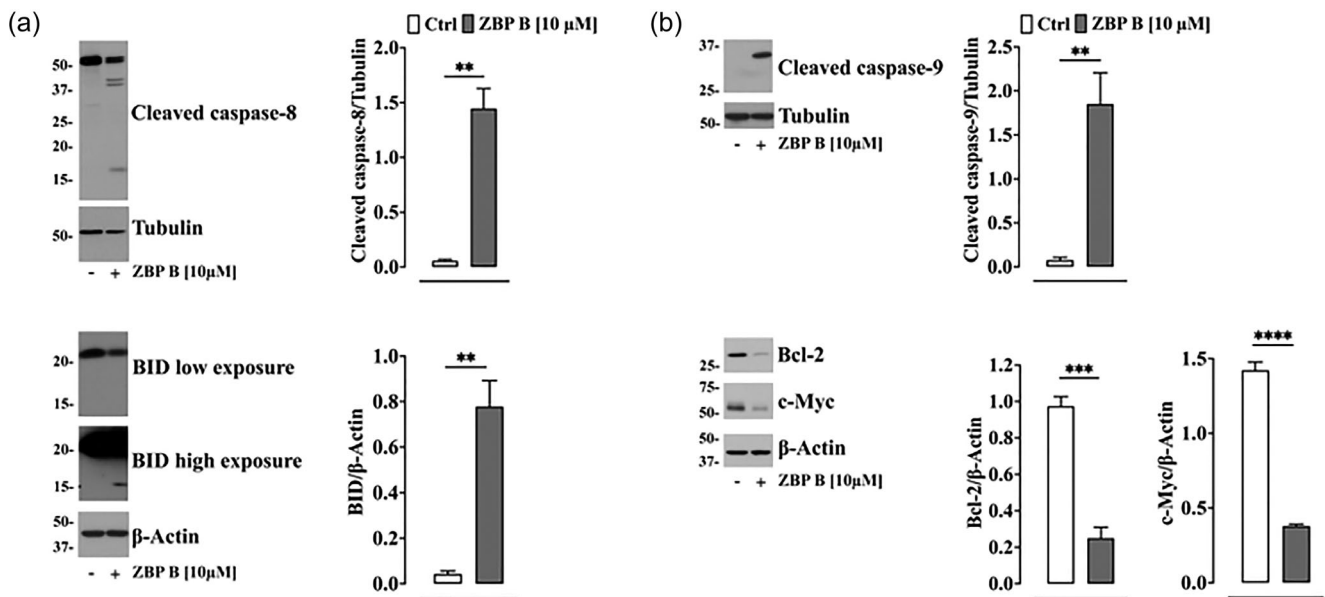 (a)
50-
37-
25-
20-
15-
Cleaved caspase-8
50-
Tubulin
- + ZBP B [10µM]
Ctrl ZBP B [10 µM]
Cleaved caspase-8/Tubulin
2.0
1.5
1.0
0.5
0.0
**
20-
15-
BID low exposure
20-
15-
BID high exposure
50-
37-
β-Actin
- + ZBP B [10µM]
BID/β-Actin
1.0
0.8
0.6
0.4
0.2
0.0
**
(b)
37-
25-
Cleaved caspase-9
50-
Tubulin
- + ZBP B [10µM]
Ctrl ZBP B [10 µM]
Cleaved caspase-9/Tubulin
2.5
2.0
1.5
1.0
0.5
0.0
**
25-
Bcl-2
75-
50-
c-Myc
50-
37-
β-Actin
- + ZBP B [10µM]
Bcl-2/β-Actin
1.0
1.2
0.8
0.6
0.4
0.2
0.0
***
c-Myc/β-Actin
1.5
1.0
0.5
0.0
****